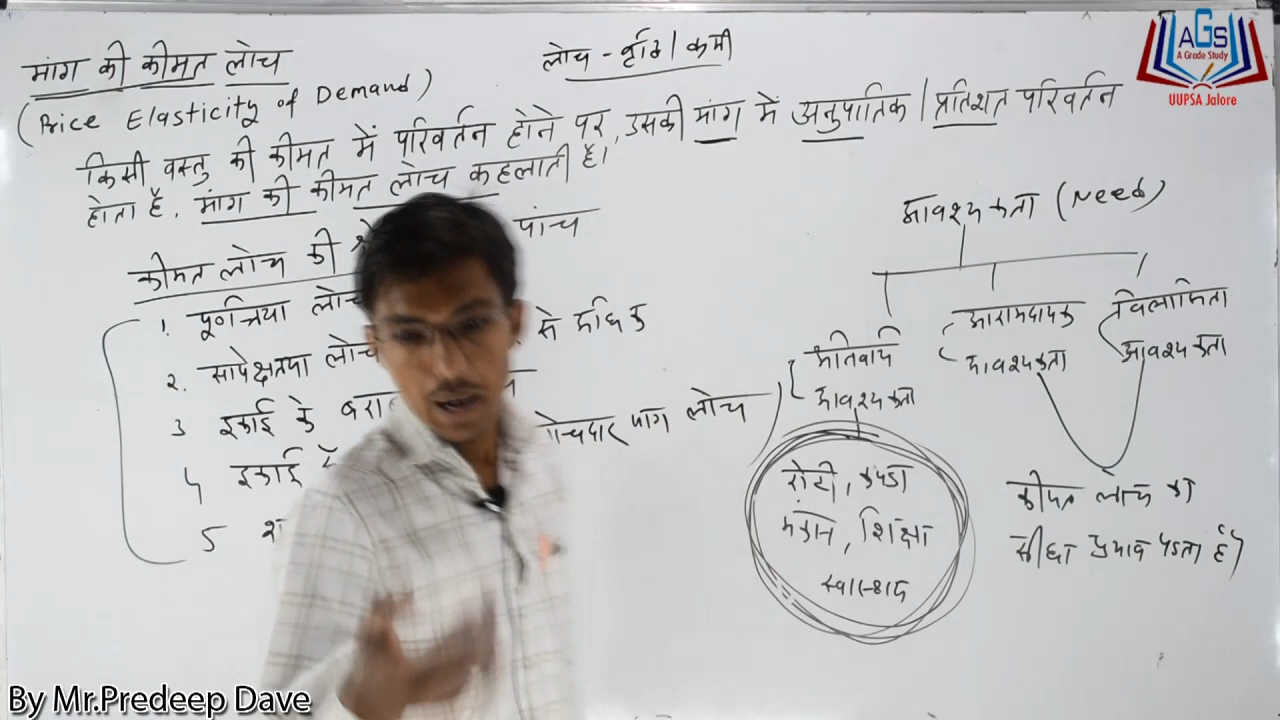 मांग की कीमत लोच
(Price Elasticity of Demand)
लोच - वृद्धि / कमी
किसी वस्तु की कीमत में परिवर्तन होने पर, उसकी मांग में अनुपातिक / प्रतिशत परिवर्तन
होता है, मांग की कीमत लोच कहलाती है।
कीमत लोच की
पांच
1. पूर्णतया लोच
2. सापेक्षतया लोच
से अधिक
3 इकाई के बरा
4 इकाई से
लोचदार मांग लोच
5
आवश्यकता (Need)
अनिवार्य
आवश्यकता
आरामदायक
आवश्यकता
विलासिता
आवश्यकता
रोटी, कपडा
मकान, शिक्षा
स्वास्थ्य
कीमत लोच का
सीधा प्रभाव पडता है
AGS
A Grade Study
UUPSA Jalore
By Mr.Predeep Dave